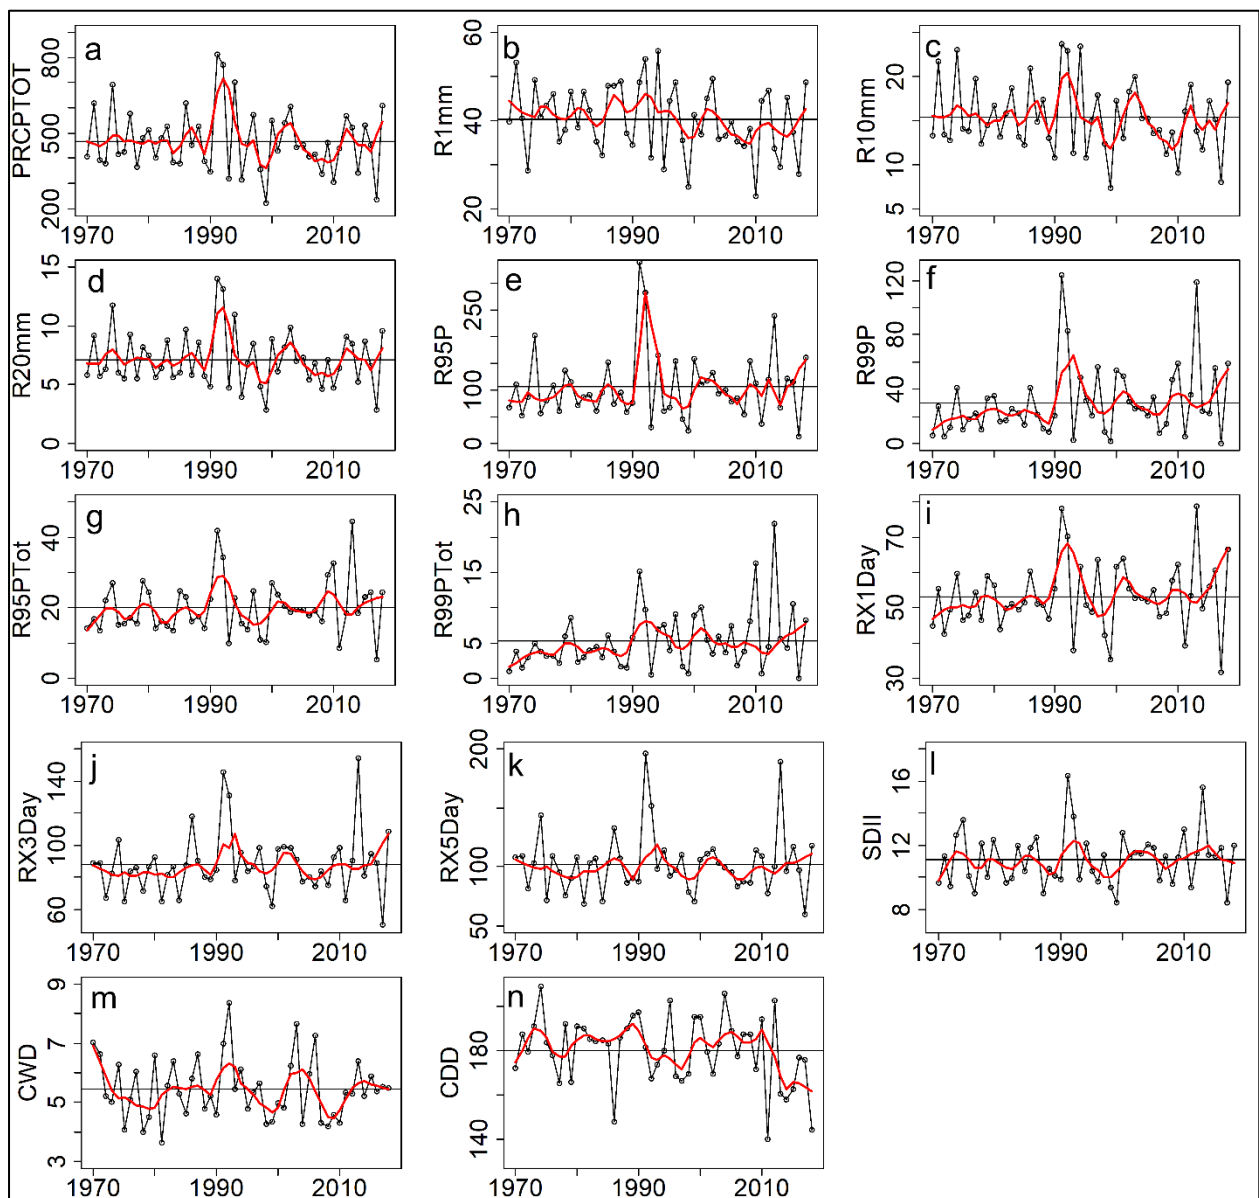 a
PRCPTOT
800
500
200
1970 1990 2010
b
R1mm
60
40
20
1970 1990 2010
c
R10mm
20
10
5
1970 1990 2010
d
R20mm
15
10
5
0
1970 1990 2010
e
R95P
250
100
0
1970 1990 2010
f
R99P
120
60
30
0
1970 1990 2010
g
R95PTot
40
20
0
1970 1990 2010
h
R99PTot
25
15
5
0
1970 1990 2010
i
RX1Day
70
50
30
1970 1990 2010
j
RX3Day
140
100
60
1970 1990 2010
k
RX5Day
200
100
50
1970 1990 2010
l
SDII
16
12
8
1970 1990 2010
m
CWD
9
7
5
3
1970 1990 2010
n
CDD
180
140
1970 1990 2010